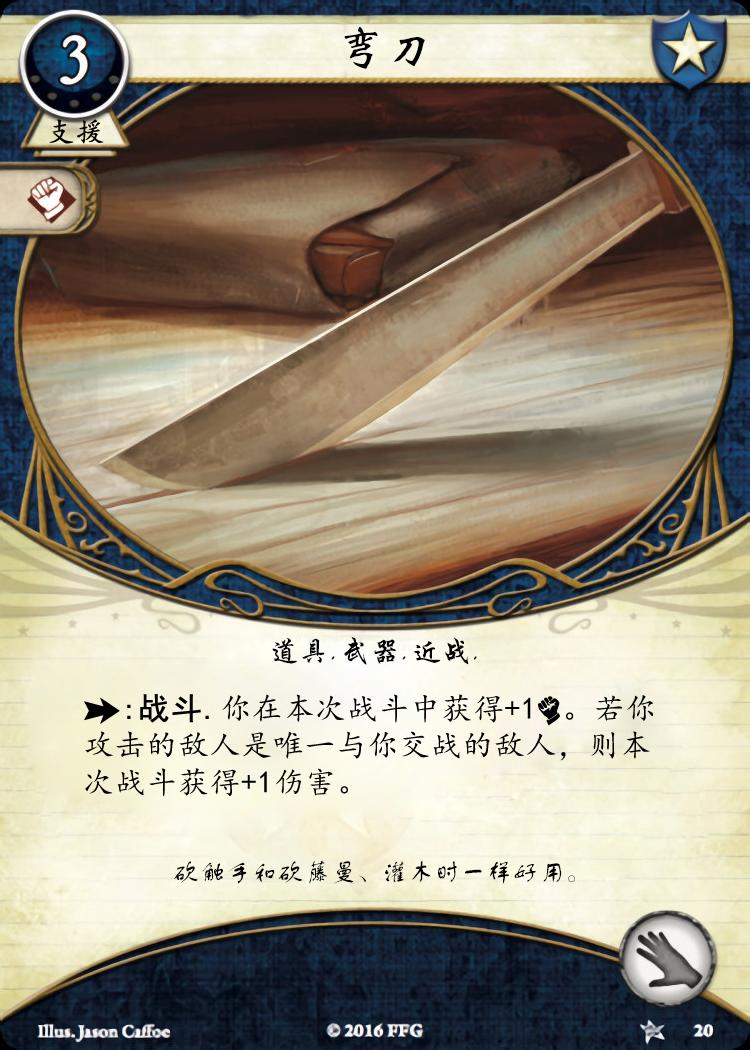 3
弯刀
支援
道具.武器.近战.
:战斗.你在本次战斗中获得+1。若你
攻击的敌人是唯一与你交战的敌人，则本
次战斗获得+1伤害。
砍触手和砍藤曼、灌木时一样好用。
Illus. Jason Caffoe
© 2016 FFG
20